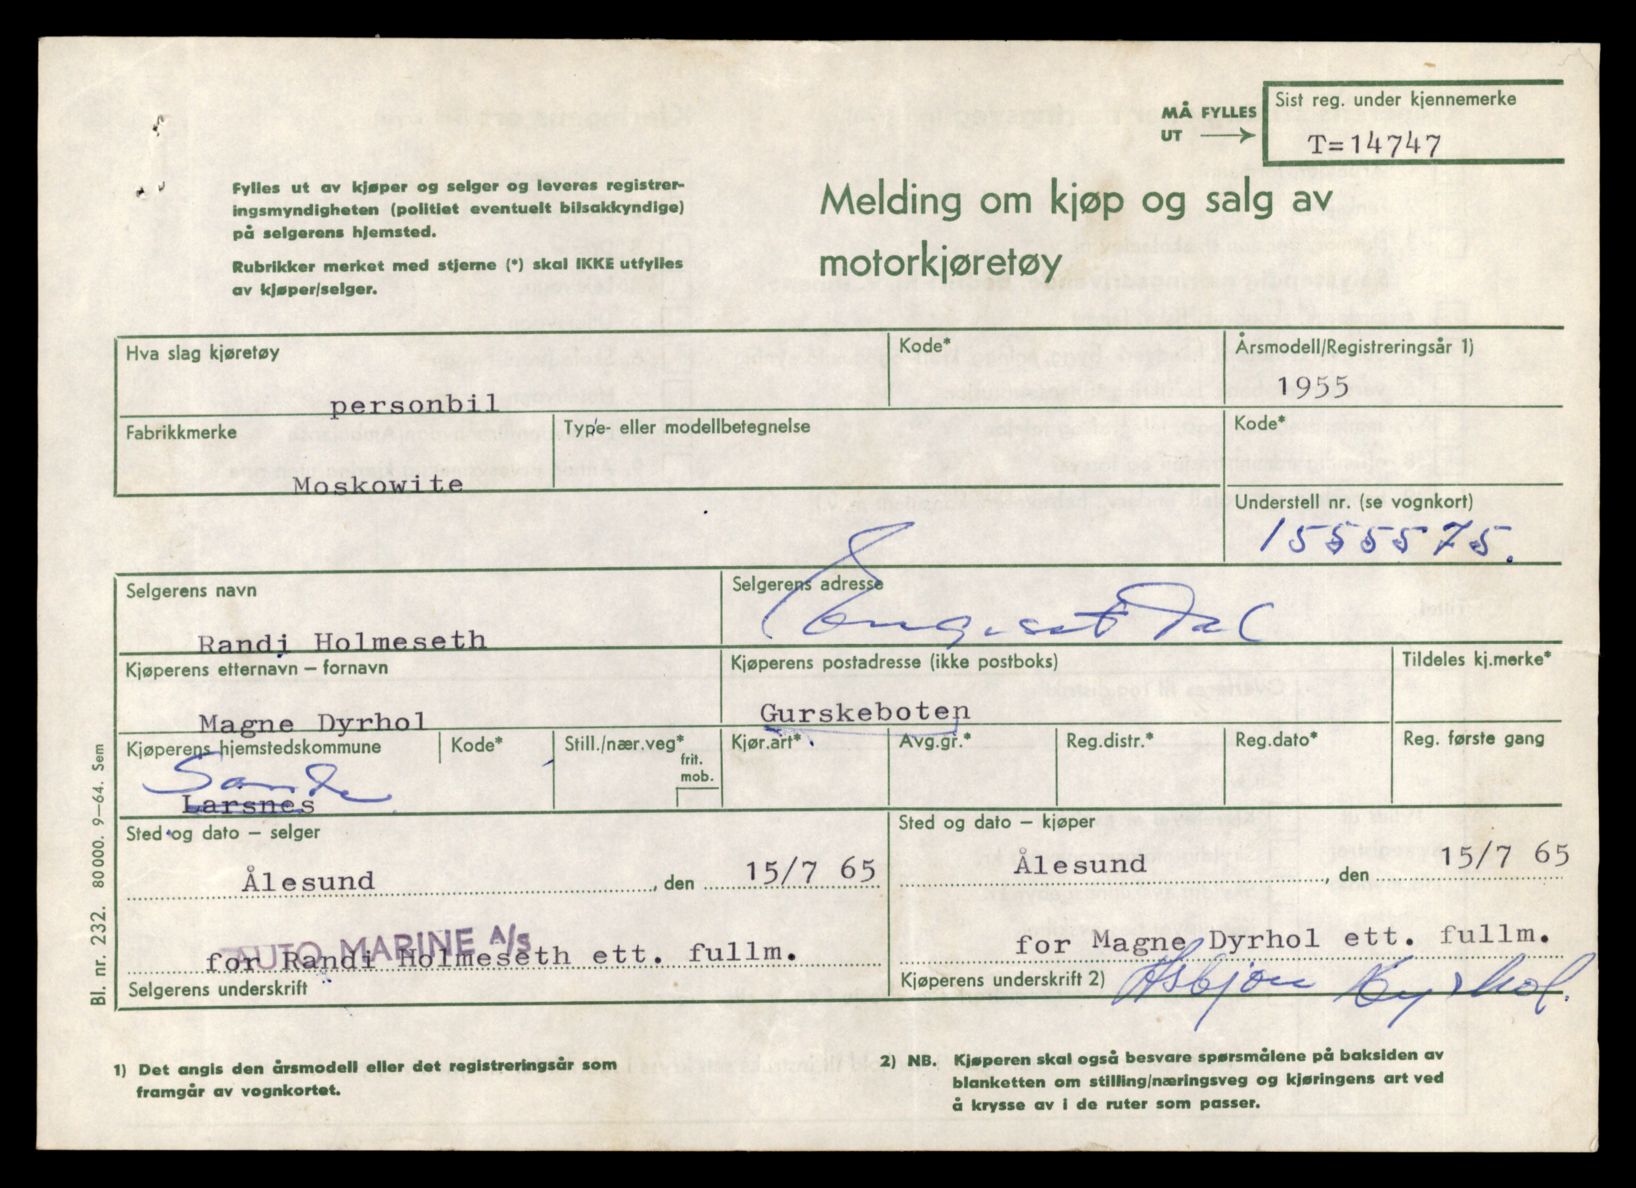 MÅ FYLLES
UT
Sist reg. under kjennemerke
T=14747
Fylles ut av kjøper og selger og leveres registrer-
ingsmyndigheten (politiet eventuelt bilsakkyndige)
på selgerens hjemsted.
Rubrikker merket med stjerne (*) skal IKKE utfylles
av kjøper/selger.
Melding om kjøp og salg av
motorkjøretøy
Hva slag kjøretøy
personbil
Kode*
Årsmodell/Registreringsår 1)
1955
Fabrikkmerke
Moskowite
Type- eller modellbetegnelse
Kode*
Understell nr. (se vognkort)
1555575.
Selgerens navn
Randi Holmeseth
Selgerens adresse
Kjøperens etternavn – fornavn
Magne Dyrhol
Kjøperens postadresse (ikke postboks)
Gurskeboten
Tildeles kj.merke*
Kjøperens hjemstedskommune
Sande
Larsnes
Kode*
Still./nær.veg*
frit.
mob.
Kjør.art*
Avg.gr.*
Reg.distr.*
Reg.dato*
Reg. første gang
Sted og dato – selger
Ålesund, den 15/7 65
Sted og dato – kjøper
Ålesund, den 15/7 65
AUTO MARINE A/S
for Randi Holmeseth ett. fullm.
Selgerens underskrift
for Magne Dyrhol ett. fullm.
Kjøperens underskrift 2)
Asbjørn Dyrhol.
Bl. nr. 232. 80000. 9–64. Sem
1) Det angis den årsmodell eller det registreringsår som
framgår av vognkortet.
2) NB. Kjøperen skal også besvare spørsmålene på baksiden av
blanketten om stilling/næringsveg og kjøringens art ved
å krysse av i de ruter som passer.